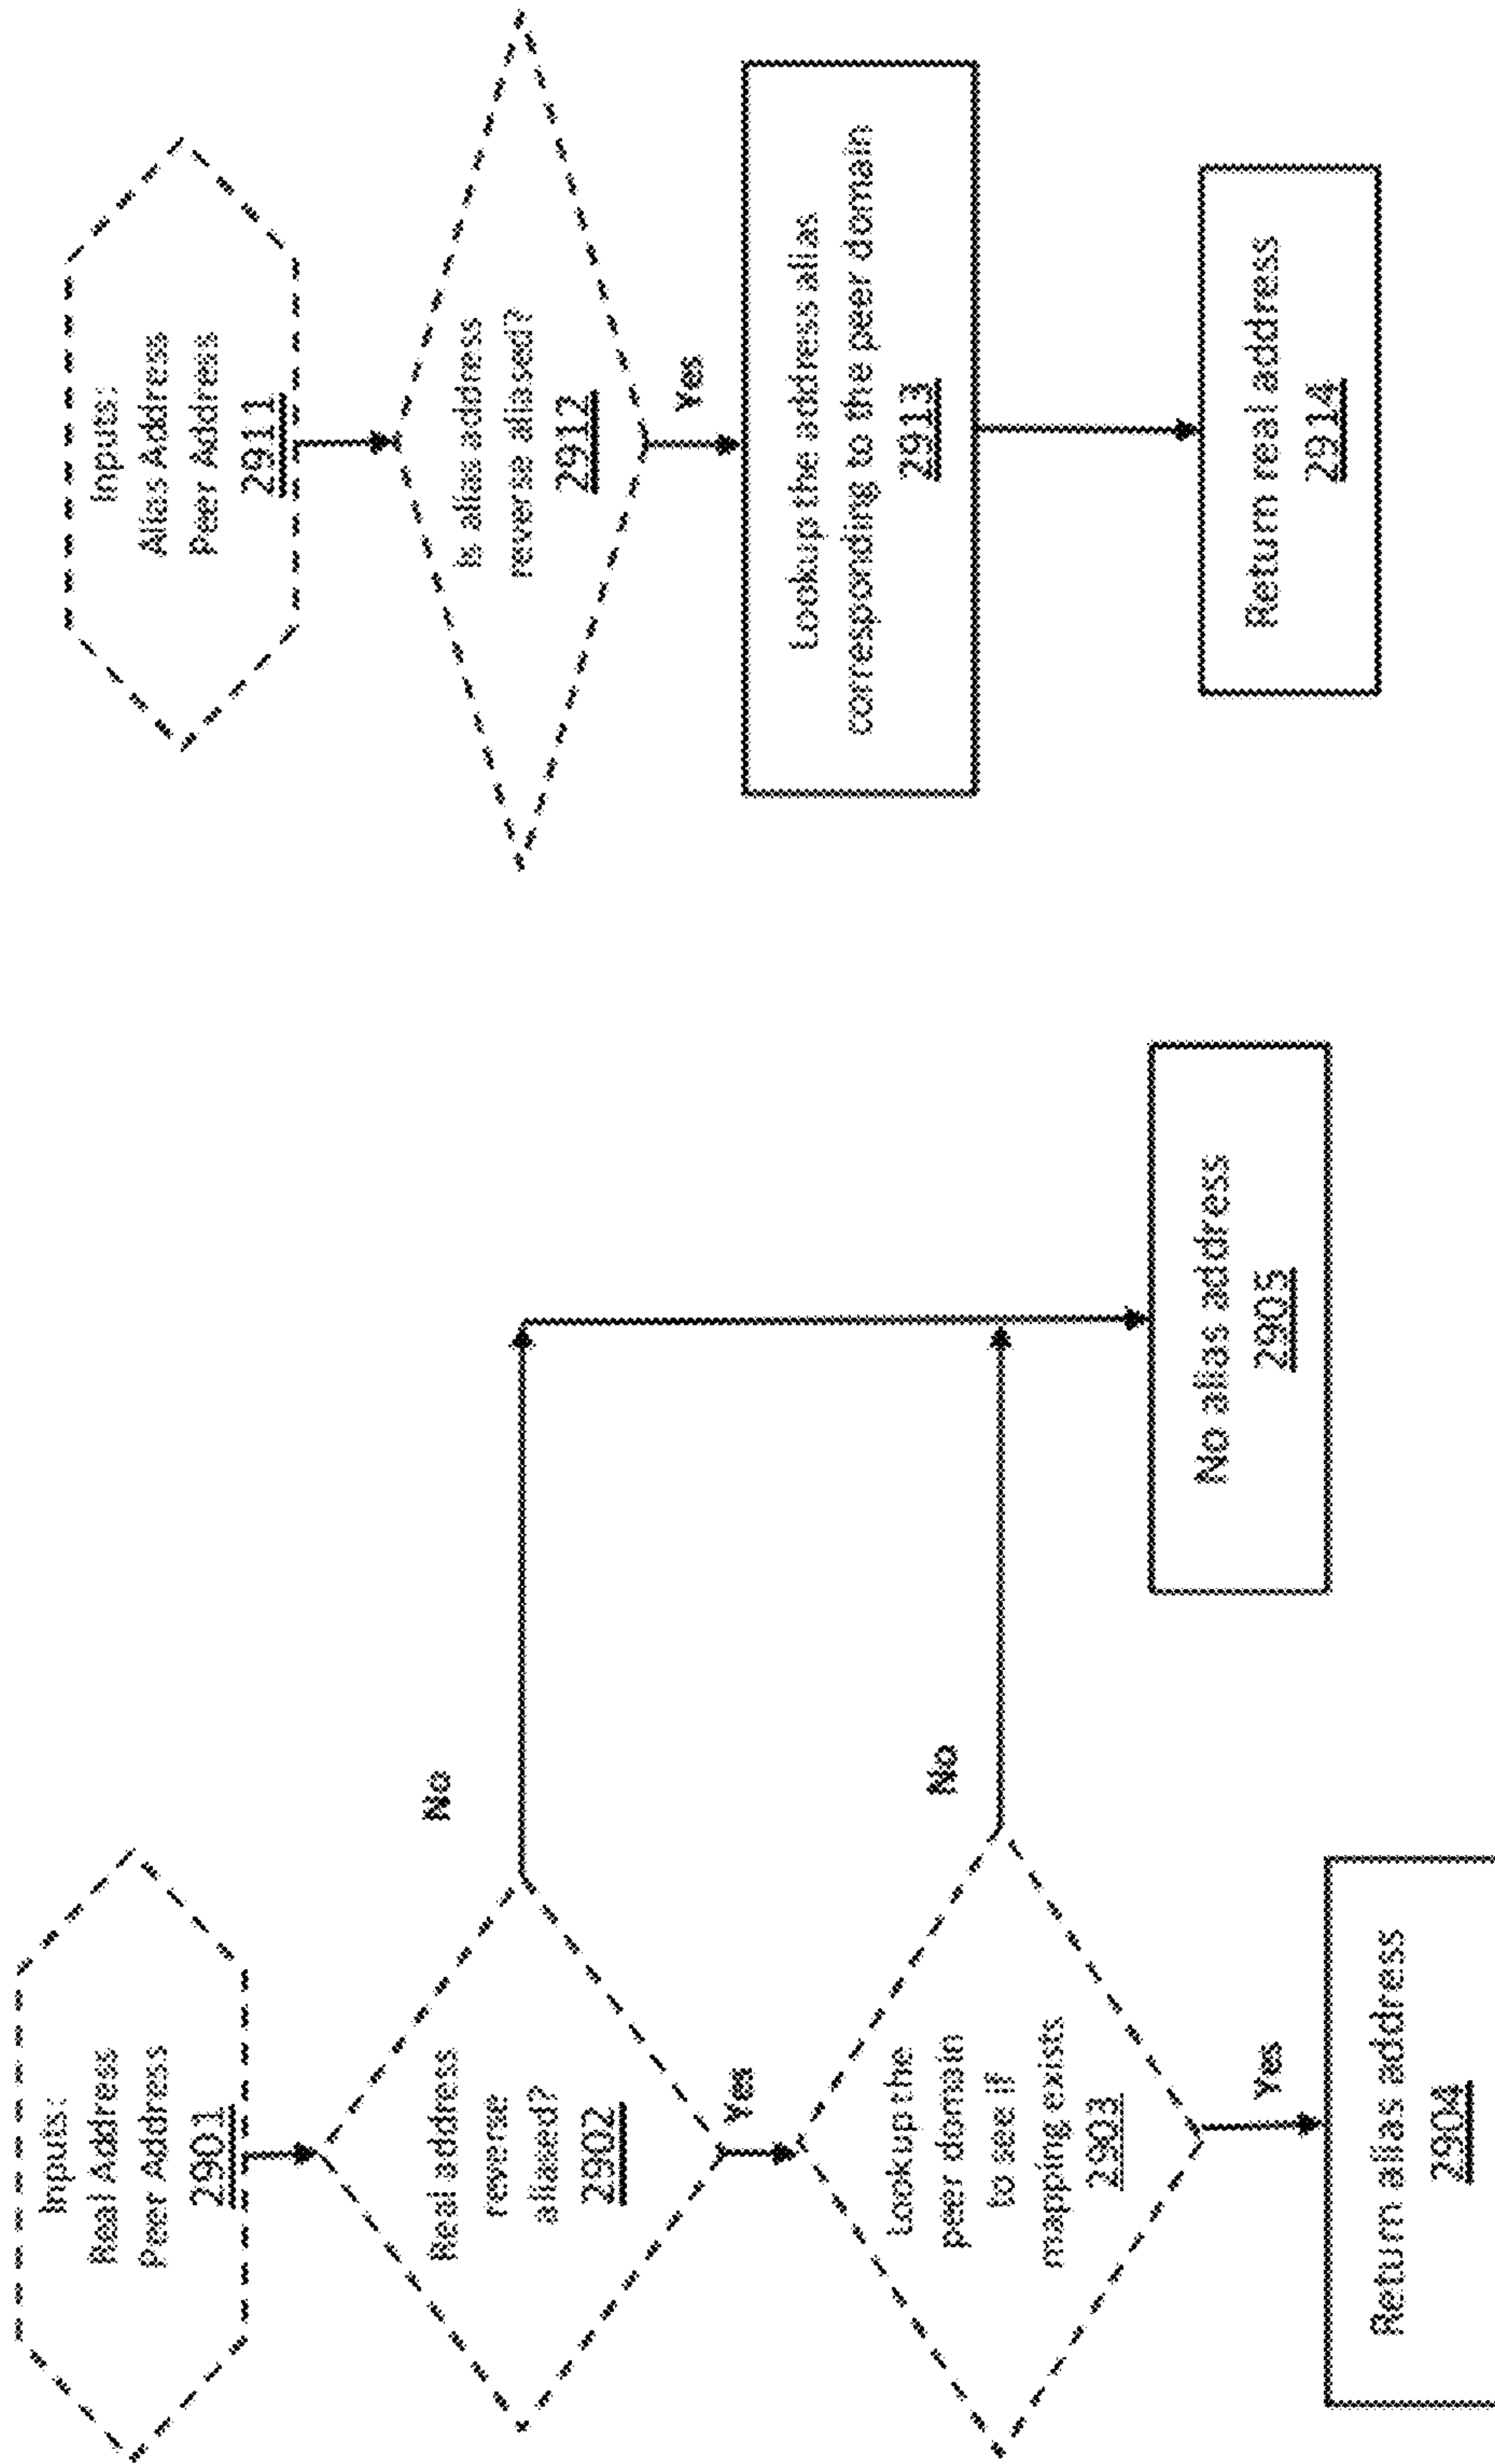 Inputs:
Real Address
Peer Address
2901
Real address
reverse
aliased?
2902
No
Yes
Lookup the
peer domain
to see if
mapping exists
2903
No
Yes
Return alias address
2904
No alias address
2905
Inputs:
Alias Address
Peer Address
2911
Is alias address
reverse aliased?
2912
Yes
Lookup the address alias
corresponding to the peer domain
2913
Return real address
2914